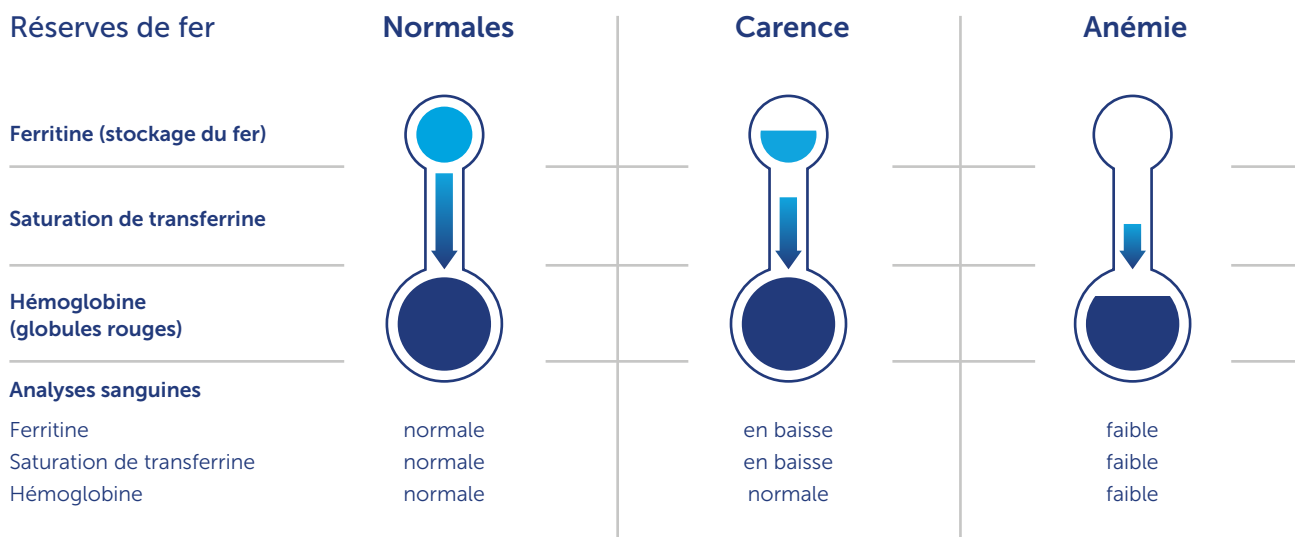 Réserves de fer Normales Carence Anémie
Ferritine (stockage du fer)
Saturation de transferrine
Hémoglobine
(globules rouges)
Analyses sanguines
Ferritine normale en baisse faible
Saturation de transferrine normale en baisse faible
Hémoglobine normale normale faible